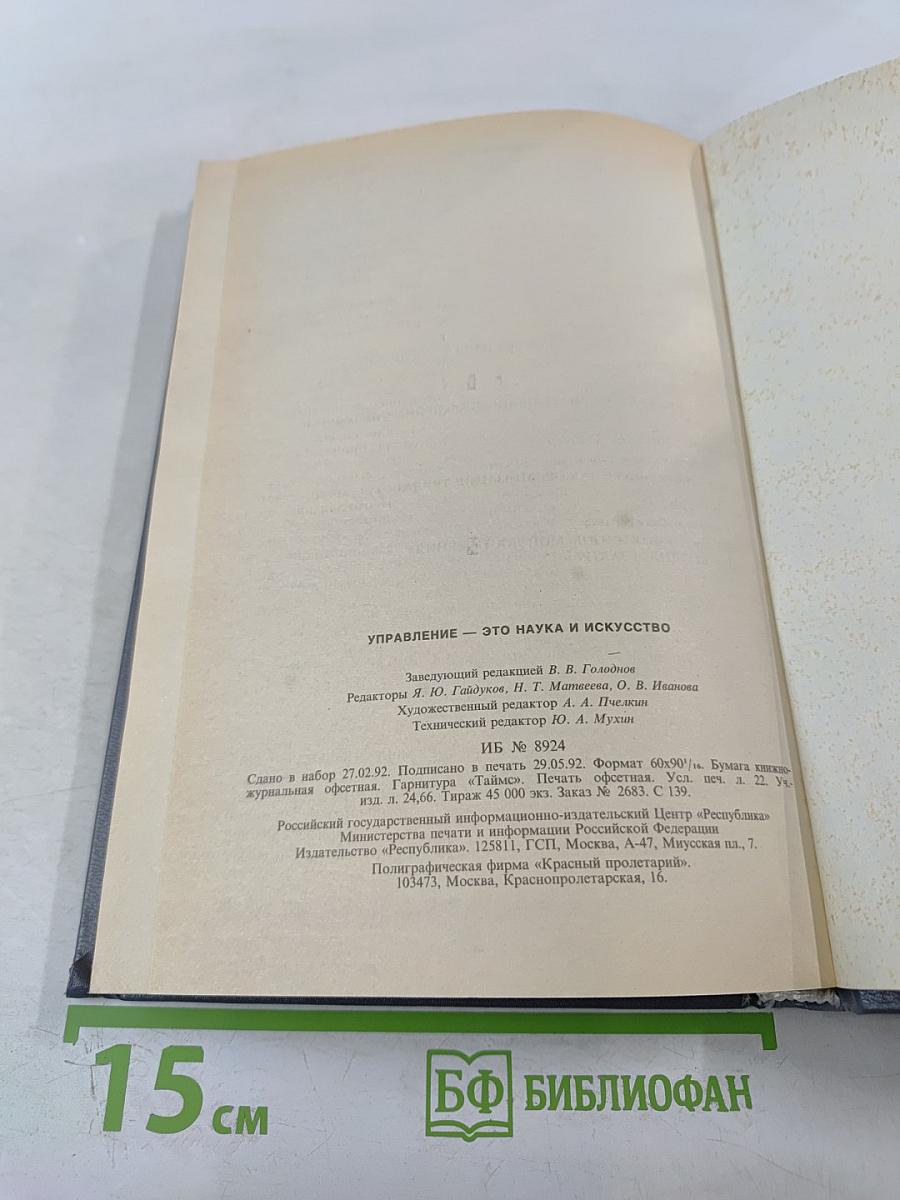 УПРАВЛЕНИЕ — ЭТО НАУКА И ИСКУССТВО
Заведующий редакцией В. В. Голоднов
Редакторы Я. Ю. Гайдуков, Н. Т. Матвеева, О. В. Иванова
Художественный редактор А. А. Пчелкин
Технический редактор Ю. А. Мухин
ИБ № 8924
Сдано в набор 27.02.92. Подписано в печать 29.05.92. Формат 60х90¹/₁₆. Бумага книжно-
журнальная офсетная. Гарнитура «Таймс». Печать офсетная. Усл. печ. л. 22. Уч.-
изд. л. 24,66. Тираж 45 000 экз. Заказ № 2683. С 139.
Российский государственный информационно-издательский Центр «Республика»
Министерства печати и информации Российской Федерации
Издательство «Республика». 125811, ГСП, Москва, А-47, Миусская пл., 7.
Полиграфическая фирма «Красный пролетарий».
103473, Москва, Краснопролетарская, 16.
15 см
БФ БИБЛИОФАН